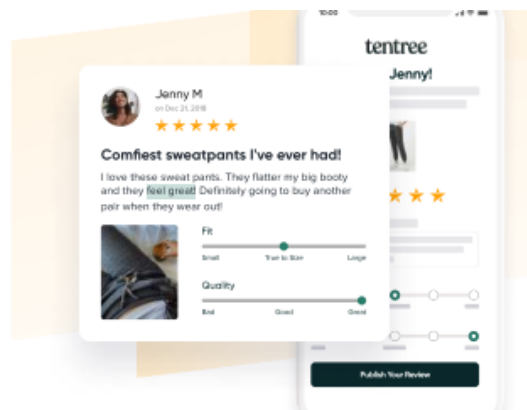 10:00
tentree
Jenny!
Jenny M
on Dec 21, 2018
Comfiest sweatpants I've ever had!
I love these sweat pants. They flatter my big booty
and they feel great! Definitely going to buy another
pair when they wear out!
Fit
Small True to Size Large
Quality
Bad Good Great
Publish Your Review